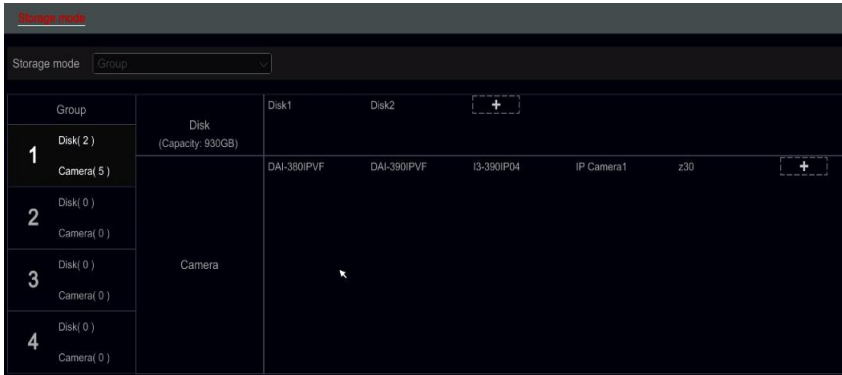 Storage mode
Storage mode Group
Group
1
Disk( 2 )
Camera( 5 )
2
Disk( 0 )
Camera( 0 )
3
Disk( 0 )
Camera( 0 )
4
Disk( 0 )
Camera( 0 )
Disk
(Capacity: 930GB)
Disk1 Disk2 +
Camera
DAI-380IPVF DAI-390IPVF I3-390IP04 IP Camera1 z30 +